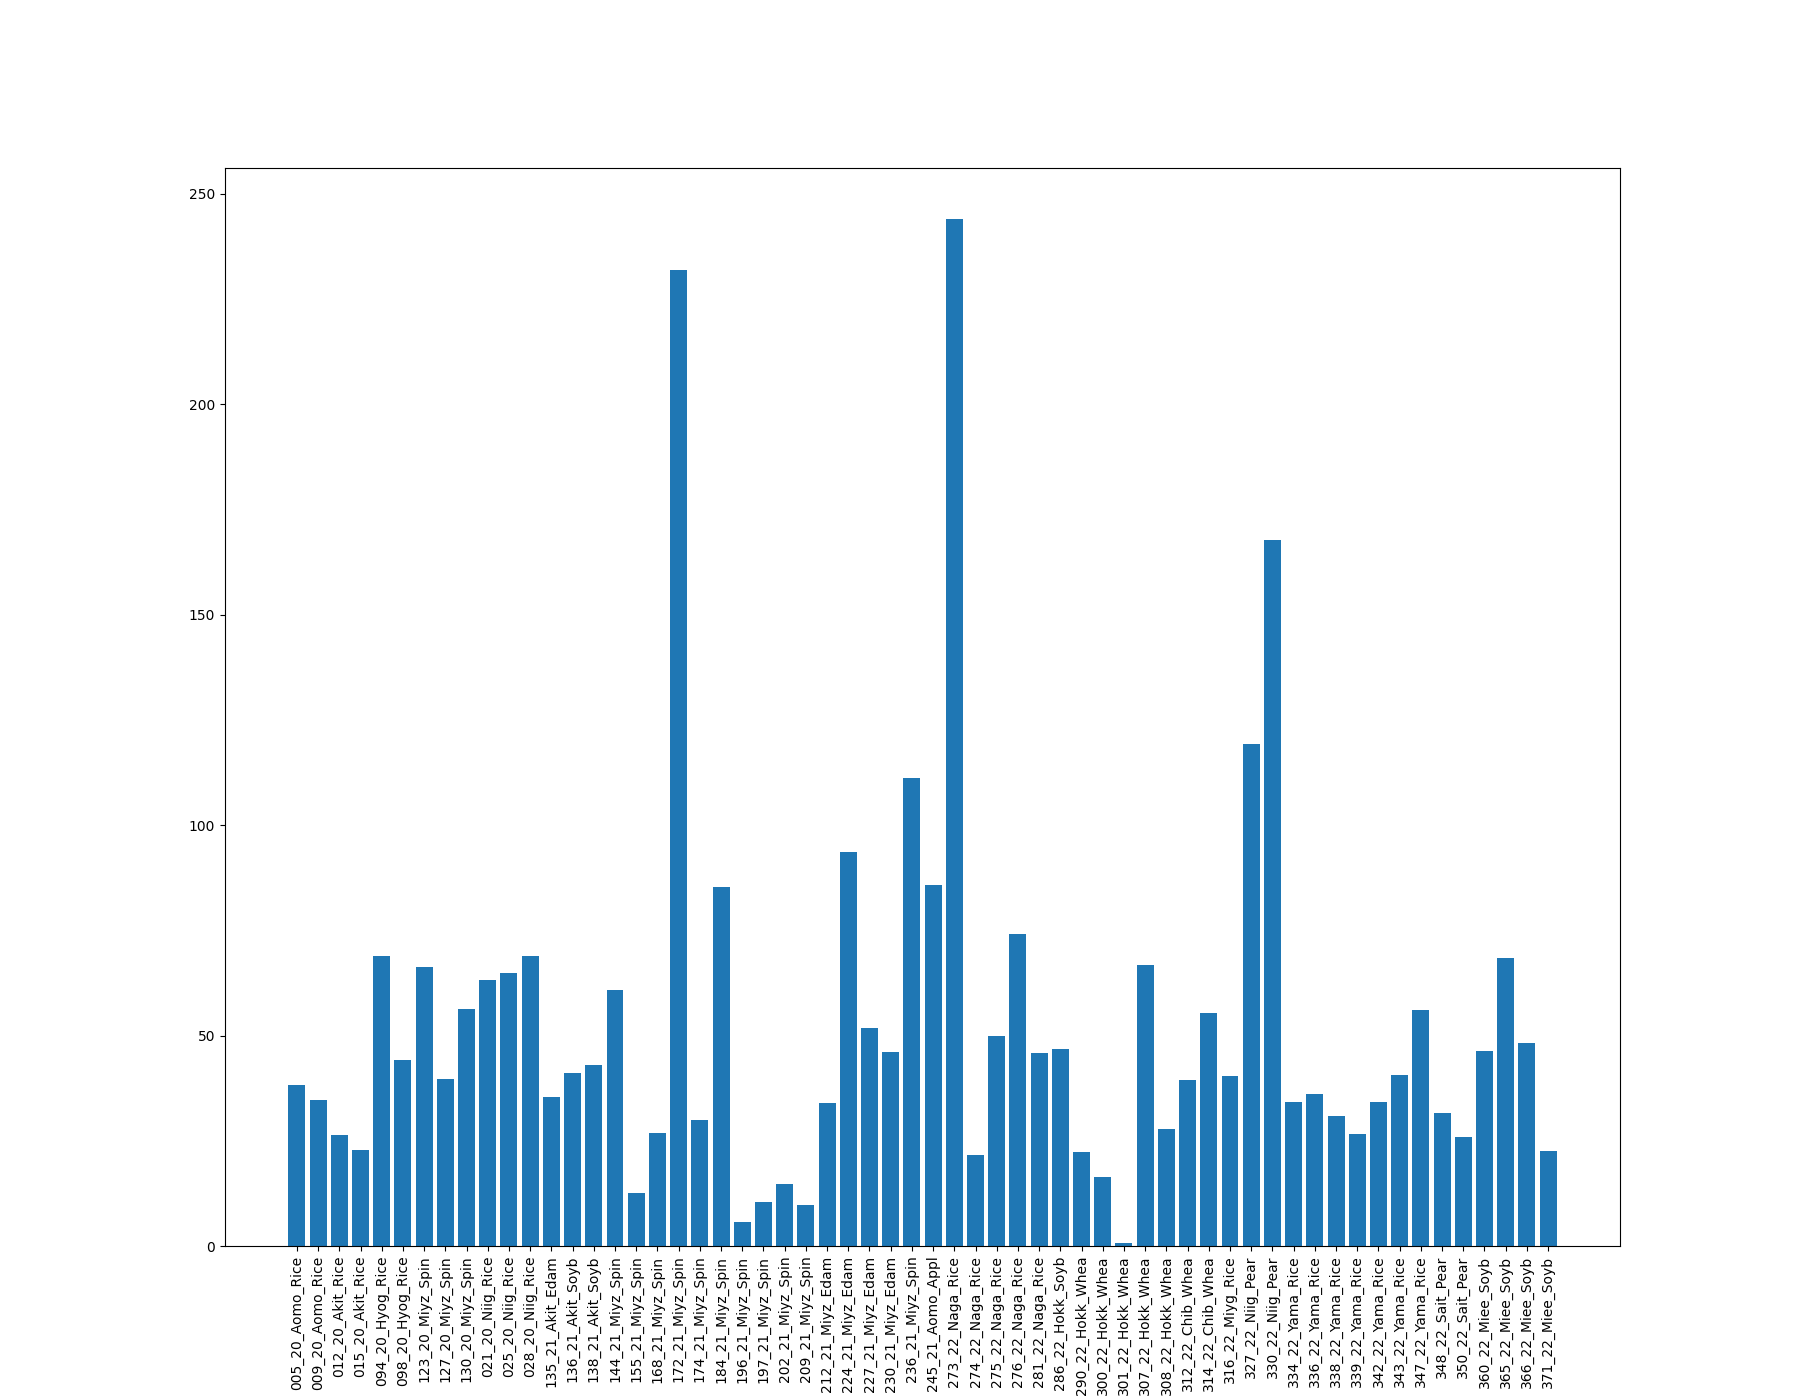 250
200
150
100
50
0
005_20_Aomo_Rice
009_20_Aomo_Rice
012_20_Akit_Rice
015_20_Akit_Rice
094_20_Hyog_Rice
098_20_Hyog_Rice
123_20_Miyz_Spin
127_20_Miyz_Spin
130_20_Miyz_Spin
021_20_Niig_Rice
025_20_Niig_Rice
028_20_Niig_Rice
135_21_Akit_Edam
136_21_Akit_Soyb
138_21_Akit_Soyb
144_21_Miyz_Spin
155_21_Miyz_Spin
168_21_Miyz_Spin
172_21_Miyz_Spin
174_21_Miyz_Spin
184_21_Miyz_Spin
196_21_Miyz_Spin
197_21_Miyz_Spin
202_21_Miyz_Spin
209_21_Miyz_Spin
212_21_Miyz_Edam
224_21_Miyz_Edam
227_21_Miyz_Edam
230_21_Miyz_Edam
236_21_Miyz_Spin
245_21_Aomo_Appl
273_22_Naga_Rice
274_22_Naga_Rice
275_22_Naga_Rice
276_22_Naga_Rice
281_22_Naga_Rice
286_22_Hokk_Soyb
290_22_Hokk_Whea
300_22_Hokk_Whea
301_22_Hokk_Whea
307_22_Hokk_Whea
308_22_Hokk_Whea
312_22_Chib_Whea
314_22_Chib_Whea
316_22_Miyg_Rice
327_22_Niig_Pear
330_22_Niig_Pear
334_22_Yama_Rice
336_22_Yama_Rice
338_22_Yama_Rice
339_22_Yama_Rice
342_22_Yama_Rice
343_22_Yama_Rice
347_22_Yama_Rice
348_22_Sait_Pear
350_22_Sait_Pear
360_22_Miee_Soyb
365_22_Miee_Soyb
366_22_Miee_Soyb
371_22_Miee_Soyb